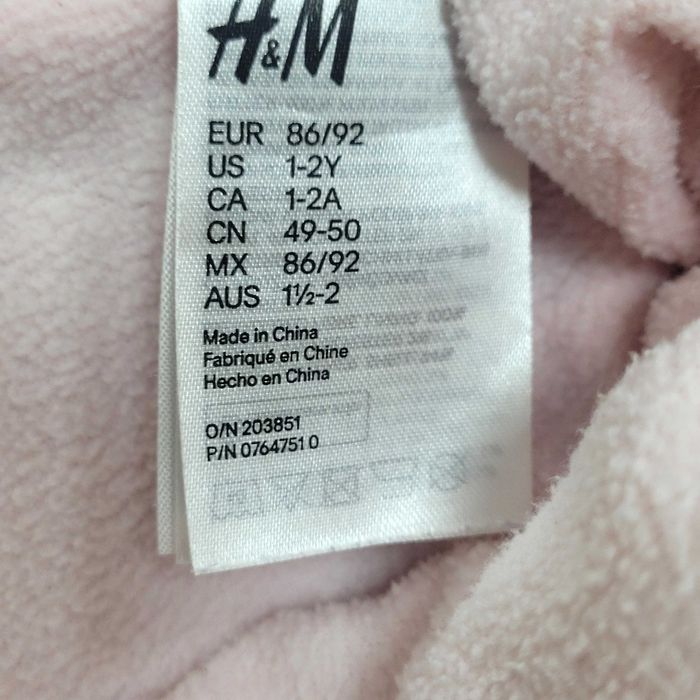 H&M
EUR 86/92
US 1-2Y
CA 1-2A
CN 49-50
MX 86/92
AUS 1½-2
Made in China
Fabriqué en Chine
Hecho en China
O/N 203851
P/N 0764751 0